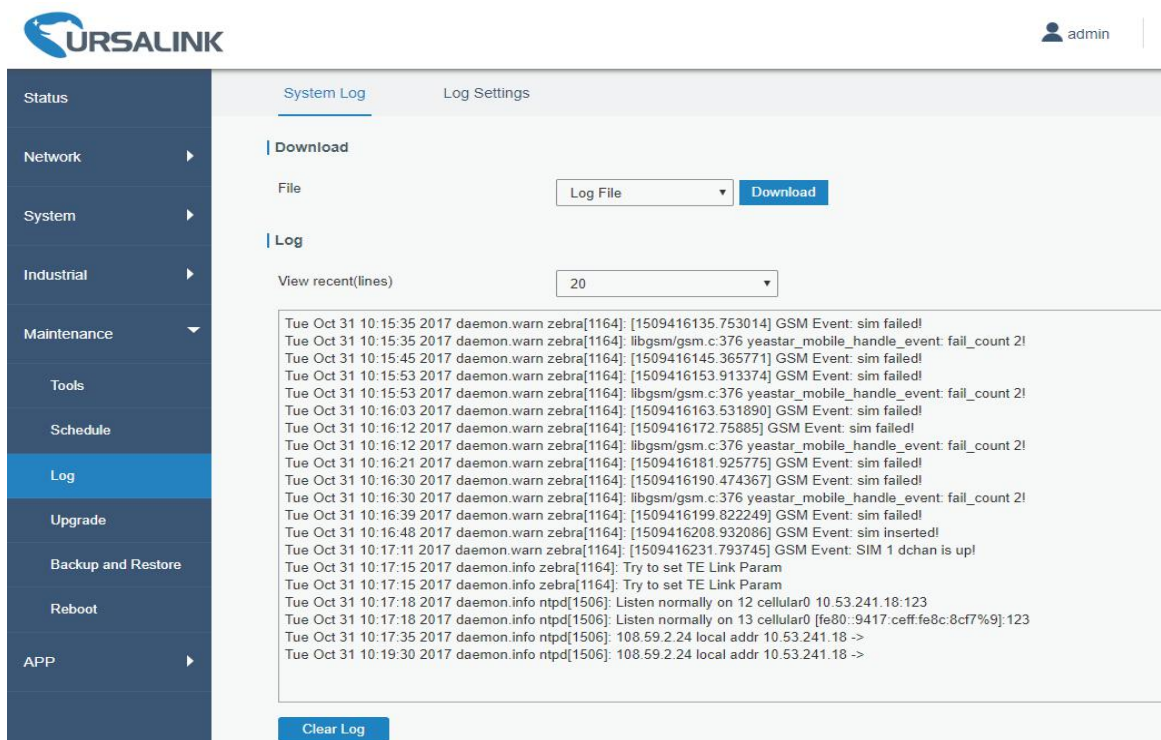 URSALINK
admin
Status
System Log
Log Settings
Download
Network
File
Log File
Download
System
Log
Industrial
View recent(lines)
20
Maintenance
Tue Oct 31 10:15:35 2017 daemon.warn zebra[1164]: [1509416135.753014] GSM Event: sim failed!
Tue Oct 31 10:15:35 2017 daemon.warn zebra[1164]: libgsm/gsm.c:376 yeastar_mobile_handle_event: fail_count 2!
Tue Oct 31 10:15:45 2017 daemon.warn zebra[1164]: [1509416145.365771] GSM Event: sim failed!
Tue Oct 31 10:15:53 2017 daemon.warn zebra[1164]: [1509416153.913374] GSM Event: sim failed!
Tue Oct 31 10:15:53 2017 daemon.warn zebra[1164]: libgsm/gsm.c:376 yeastar_mobile_handle_event: fail_count 2!
Tue Oct 31 10:16:03 2017 daemon.warn zebra[1164]: [1509416163.531890] GSM Event: sim failed!
Tue Oct 31 10:16:12 2017 daemon.warn zebra[1164]: [1509416172.75885] GSM Event: sim failed!
Tue Oct 31 10:16:12 2017 daemon.warn zebra[1164]: libgsm/gsm.c:376 yeastar_mobile_handle_event: fail_count 2!
Tue Oct 31 10:16:21 2017 daemon.warn zebra[1164]: [1509416181.925775] GSM Event: sim failed!
Tue Oct 31 10:16:30 2017 daemon.warn zebra[1164]: [1509416190.474367] GSM Event: sim failed!
Tue Oct 31 10:16:30 2017 daemon.warn zebra[1164]: libgsm/gsm.c:376 yeastar_mobile_handle_event: fail_count 2!
Tue Oct 31 10:16:39 2017 daemon.warn zebra[1164]: [1509416199.822249] GSM Event: sim failed!
Tue Oct 31 10:16:48 2017 daemon.warn zebra[1164]: [1509416208.932086] GSM Event: sim inserted!
Tue Oct 31 10:17:11 2017 daemon.warn zebra[1164]: [1509416231.793745] GSM Event: SIM 1 dchan is up!
Tue Oct 31 10:17:15 2017 daemon.info zebra[1164]: Try to set TE Link Param
Tue Oct 31 10:17:15 2017 daemon.info zebra[1164]: Try to set TE Link Param
Tue Oct 31 10:17:18 2017 daemon.info ntpd[1506]: Listen normally on 12 cellular0 10.53.241.18:123
Tue Oct 31 10:17:18 2017 daemon.info ntpd[1506]: Listen normally on 13 cellular0 [fe80::9417:ceff:fe8c:8cf7%9]:123
Tue Oct 31 10:17:35 2017 daemon.info ntpd[1506]: 108.59.2.24 local addr 10.53.241.18 ->
Tue Oct 31 10:19:30 2017 daemon.info ntpd[1506]: 108.59.2.24 local addr 10.53.241.18 ->
Tools
Schedule
Log
Upgrade
Backup and Restore
Reboot
APP
Clear Log